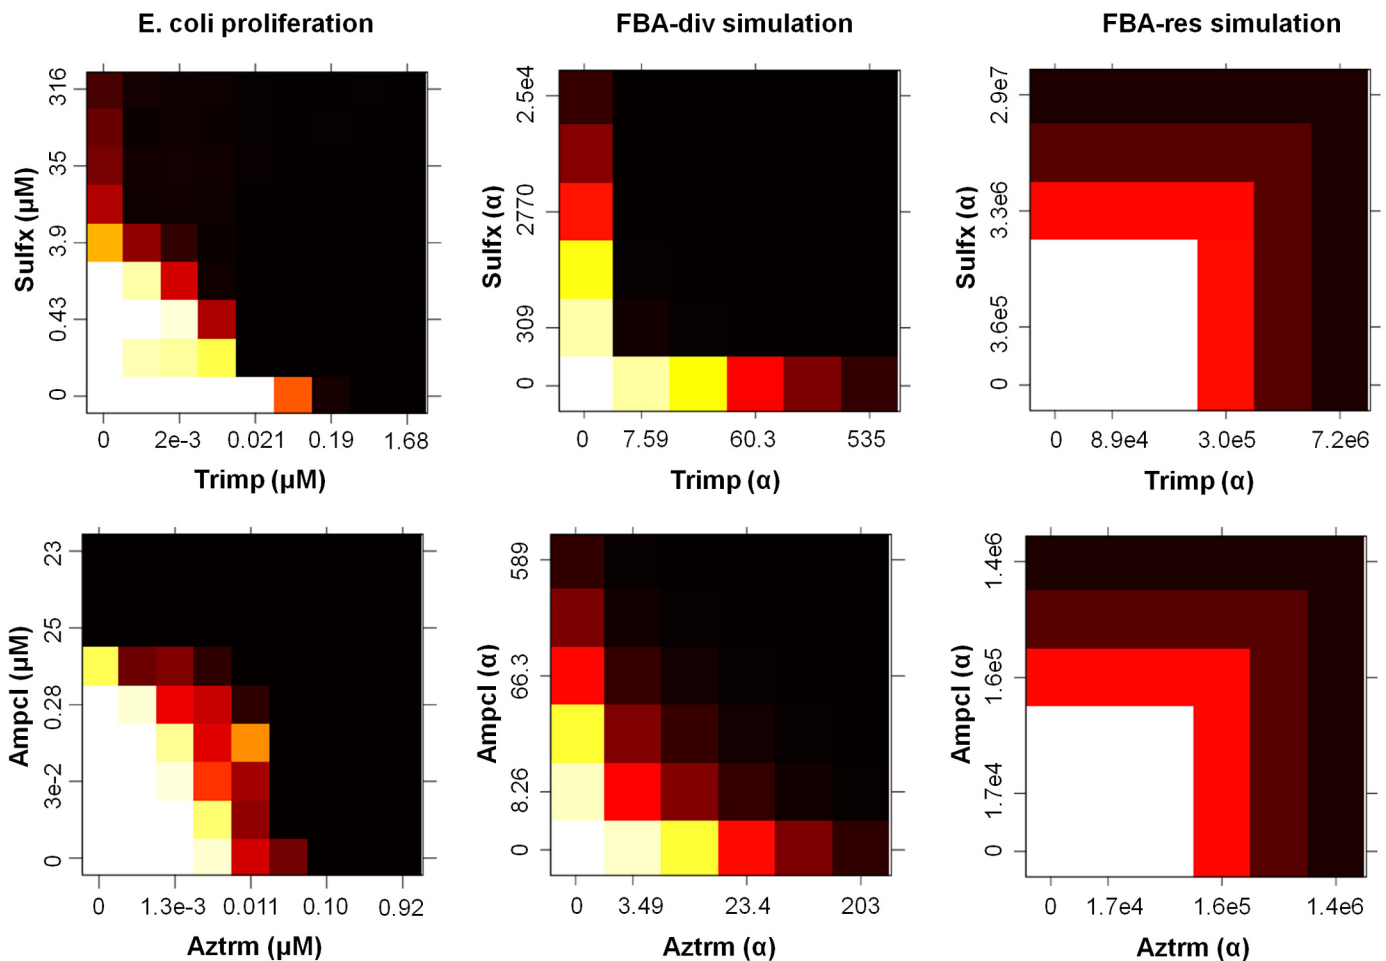 E. coli proliferation
FBA-div simulation
FBA-res simulation
316
35
3.9
0.43
0
Sulfx (µM)
0 2e-3 0.021 0.19 1.68
Trimp (µM)
2.5e4
2770
309
0
Sulfx (α)
0 7.59 60.3 535
Trimp (α)
2.9e7
3.3e6
3.6e5
0
Sulfx (α)
0 8.9e4 3.0e5 7.2e6
Trimp (α)
23
25
0.28
3e-2
0
Ampcl (µM)
0 1.3e-3 0.011 0.10 0.92
Aztrm (µM)
589
66.3
8.26
0
Ampcl (α)
0 3.49 23.4 203
Aztrm (α)
1.4e6
1.6e5
1.7e4
0
Ampcl (α)
0 1.7e4 1.6e5 1.4e6
Aztrm (α)